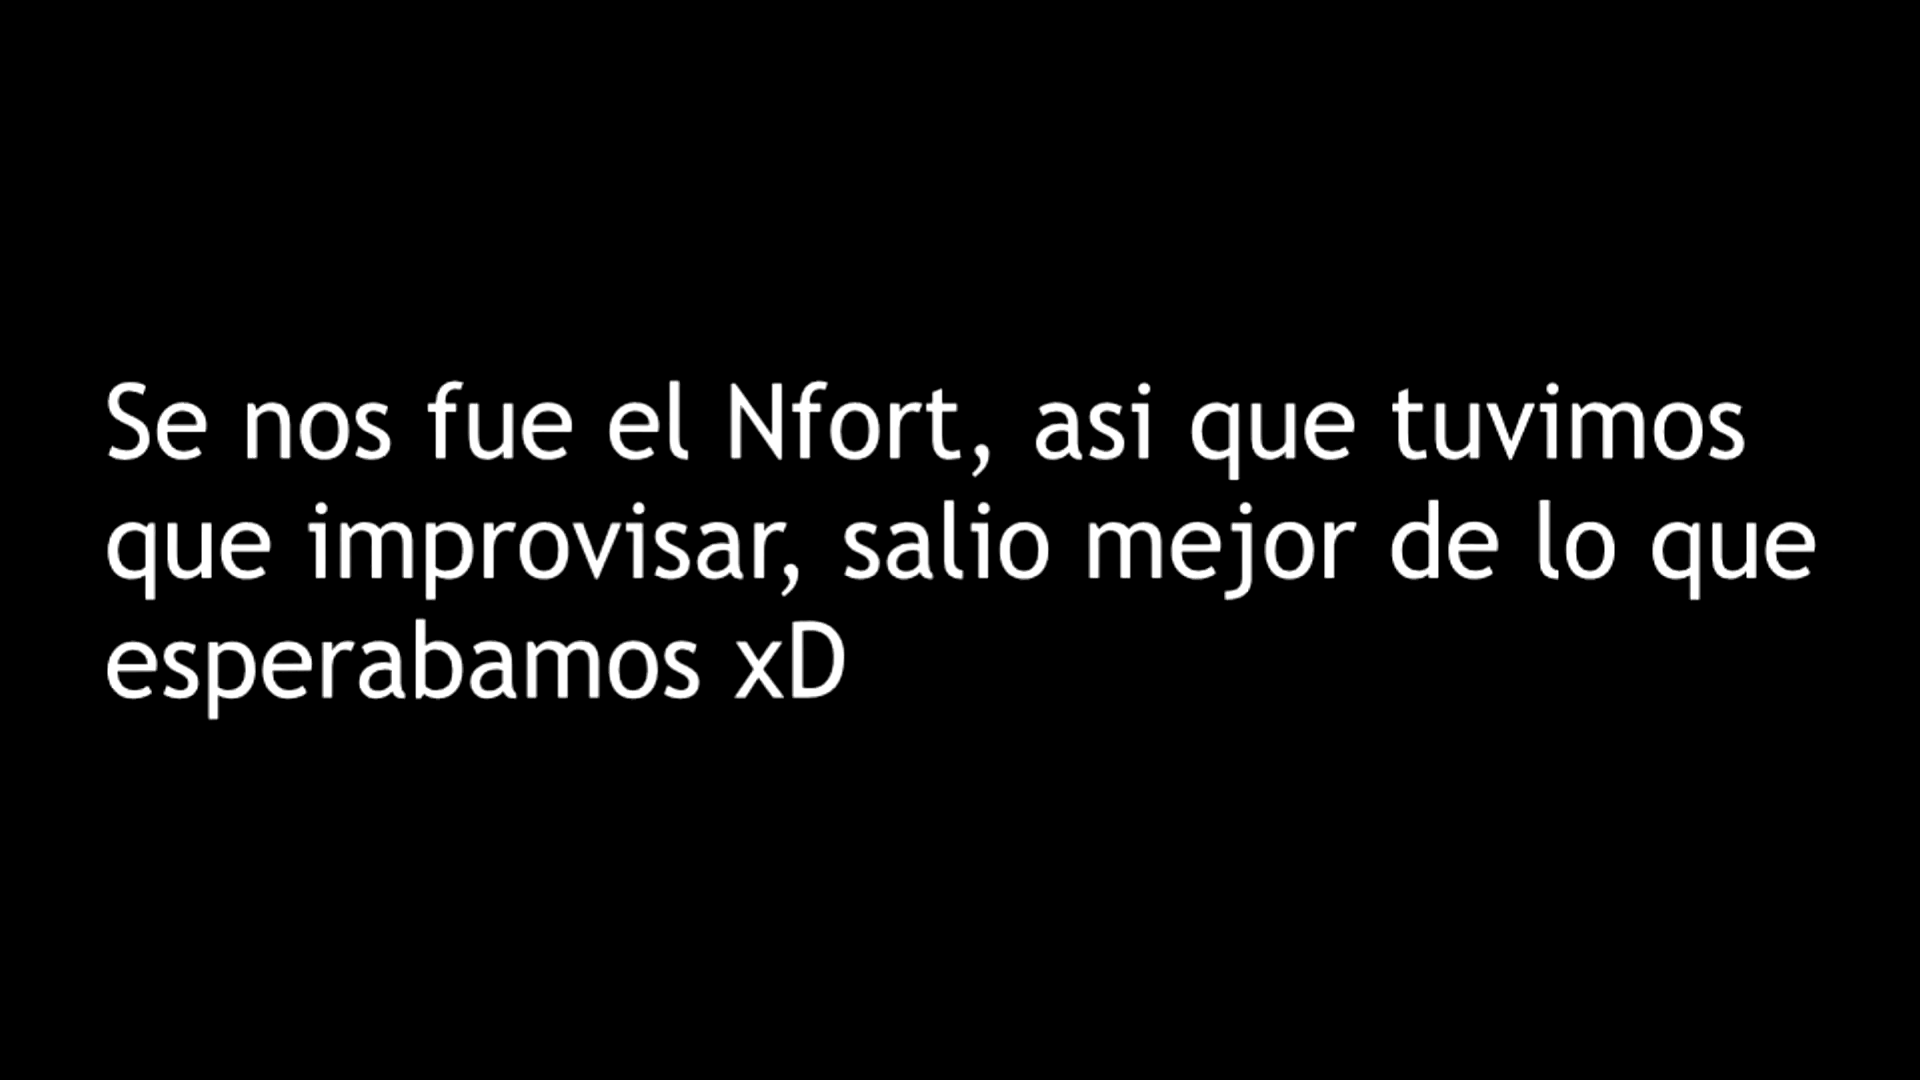 Se nos fue el Nfort, asi que tuvimos
que improvisar, salio mejor de lo que
esperabamos xD